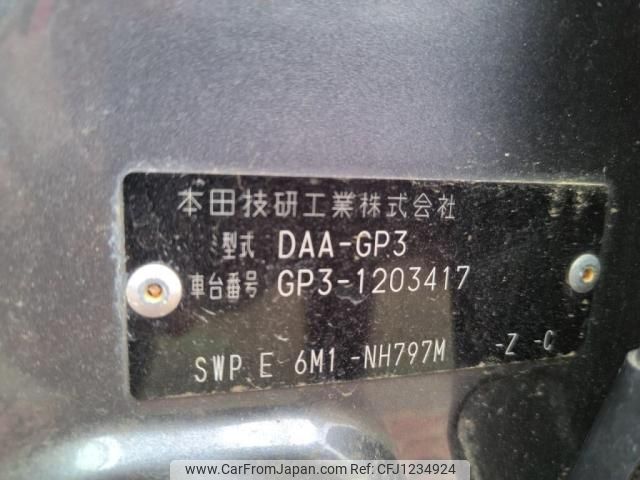 本田技研工業株式会社
型式 DAA-GP3
車台番号 GP3-1203417
SWP E 6M1 -NH797M -Z -C
www.CarFromJapan.com | Ref:CFJ1234924